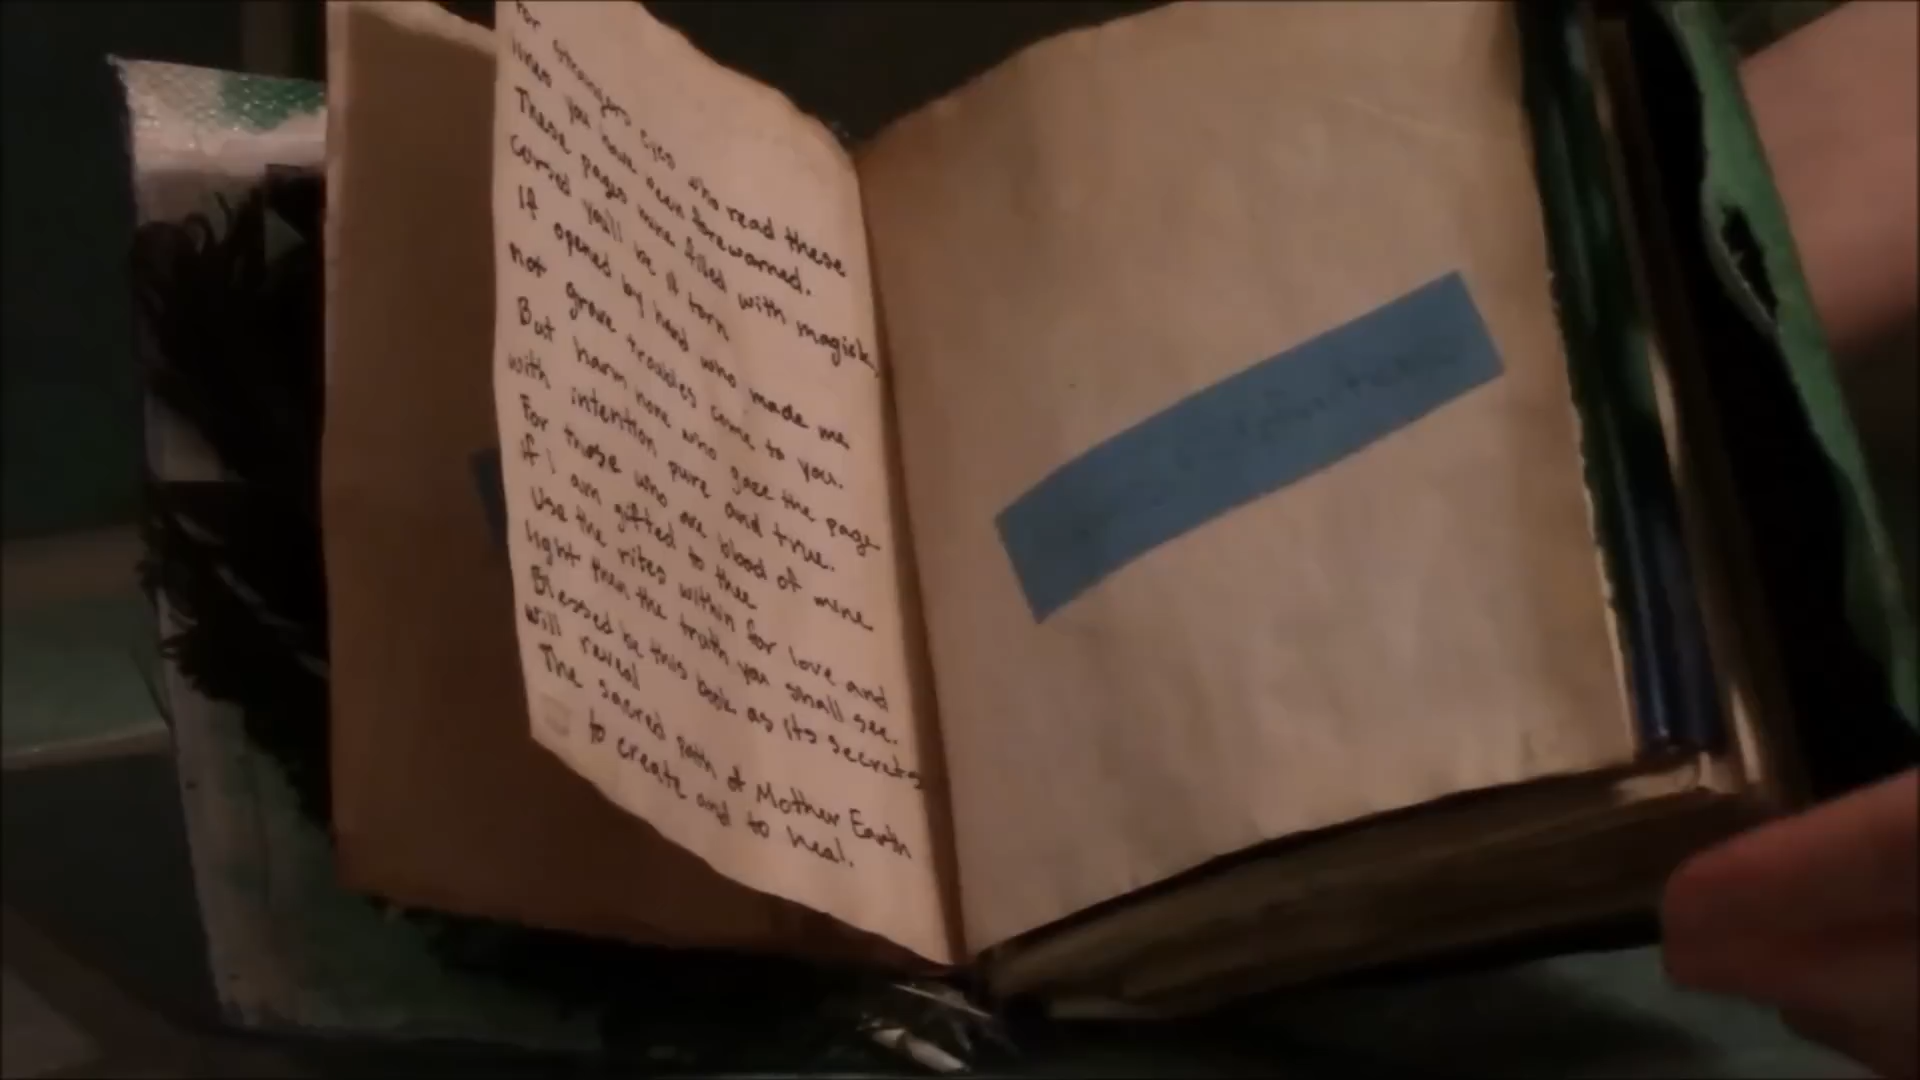 For strangers eyes who read these
lines you have been forewarned.
These pages mine filled with magick,
cursed you'll be if torn
If opened by hand who made me
not grave troubles come to you.
But harm none who gaze the page
with intention pure and true.
For those who are blood of mine
if I am gifted to thee
Use the rites within for love and
light then the truth you shall see.
Blessed be this book as its secrets
will reveal
The sacred path of Mother Earth
to create and to heal.